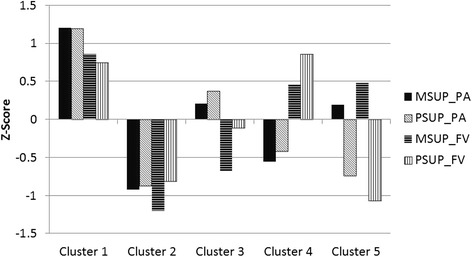 1.5
1
0.5
0
-0.5
-1
-1.5
Z-Score
Cluster 1 Cluster 2 Cluster 3 Cluster 4 Cluster 5
MSUP_PA
PSUP_PA
MSUP_FV
PSUP_FV